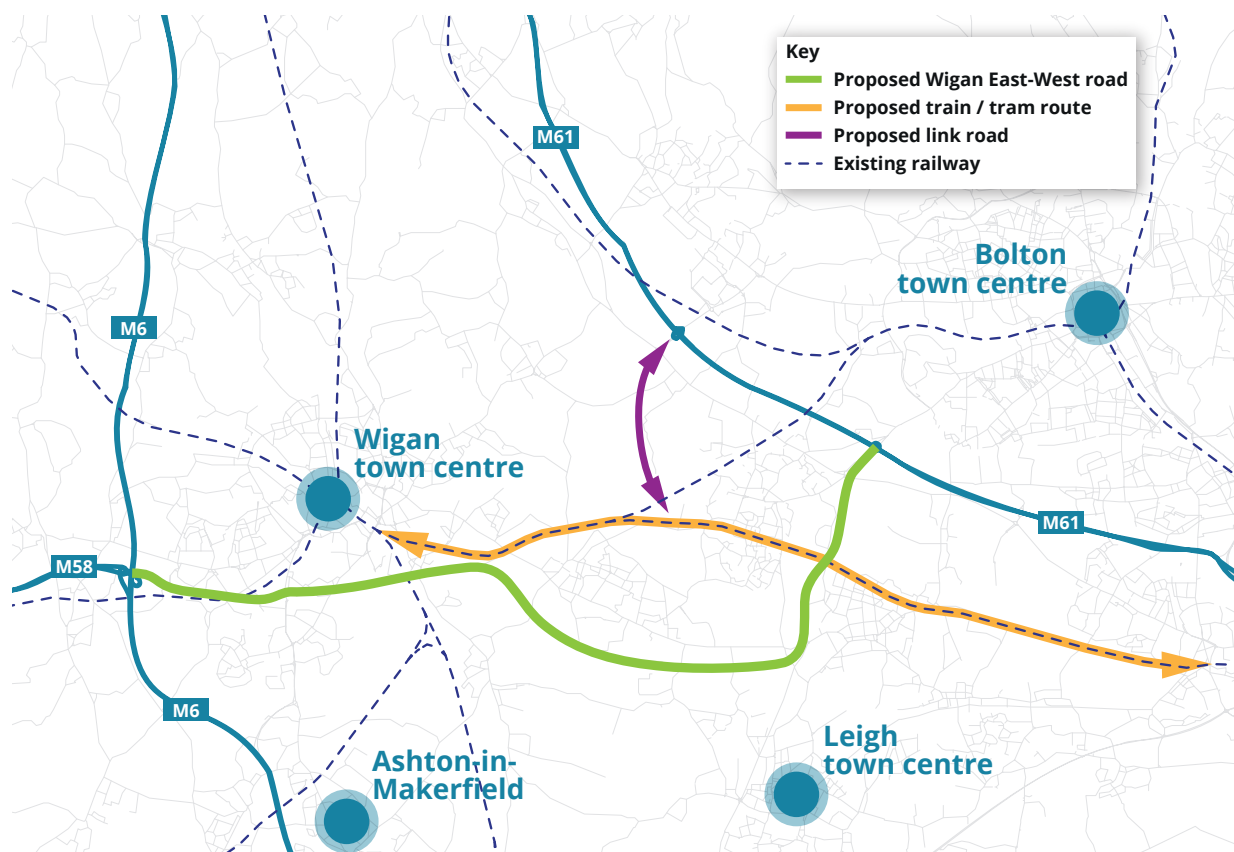 Key
Proposed Wigan East-West road
Proposed train / tram route
Proposed link road
Existing railway
M61
Bolton
town centre
M6
Wigan
town centre
M61
M58
M6
Leigh
town centre
Ashton-in-
Makerfield